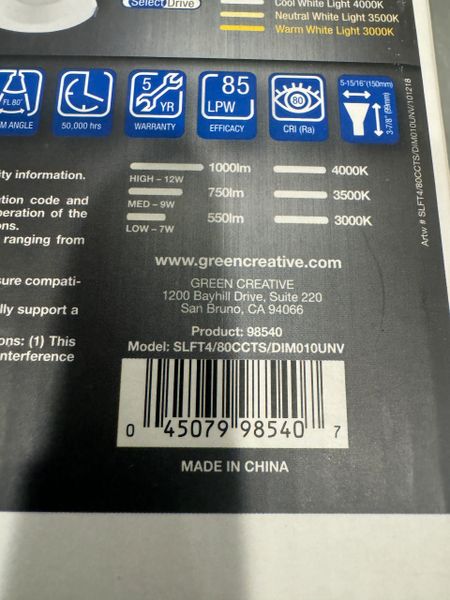 SelectDrive
Cool White Light 4000K
Neutral White Light 3500K
Warm White Light 3000K
FL 80°
M ANGLE
50,000 hrs
5 YR
WARRANTY
85 LPW
EFFICACY
80
CRI (Ra)
5-15/16" (150mm)
3-7/8" (99mm)
Artw # SLFT4/80CCTS/DIM010UNV/101218
ity information.
tion code and
peration of the
ons.
ranging from
sure compati-
lly support a
ons: (1) This
interference
1000lm 4000K
HIGH – 12W
750lm 3500K
MED – 9W
550lm 3000K
LOW – 7W
www.greencreative.com
GREEN CREATIVE
1200 Bayhill Drive, Suite 220
San Bruno, CA 94066
Product: 98540
Model: SLFT4/80CCTS/DIM010UNV
0 45079 98540 7
MADE IN CHINA